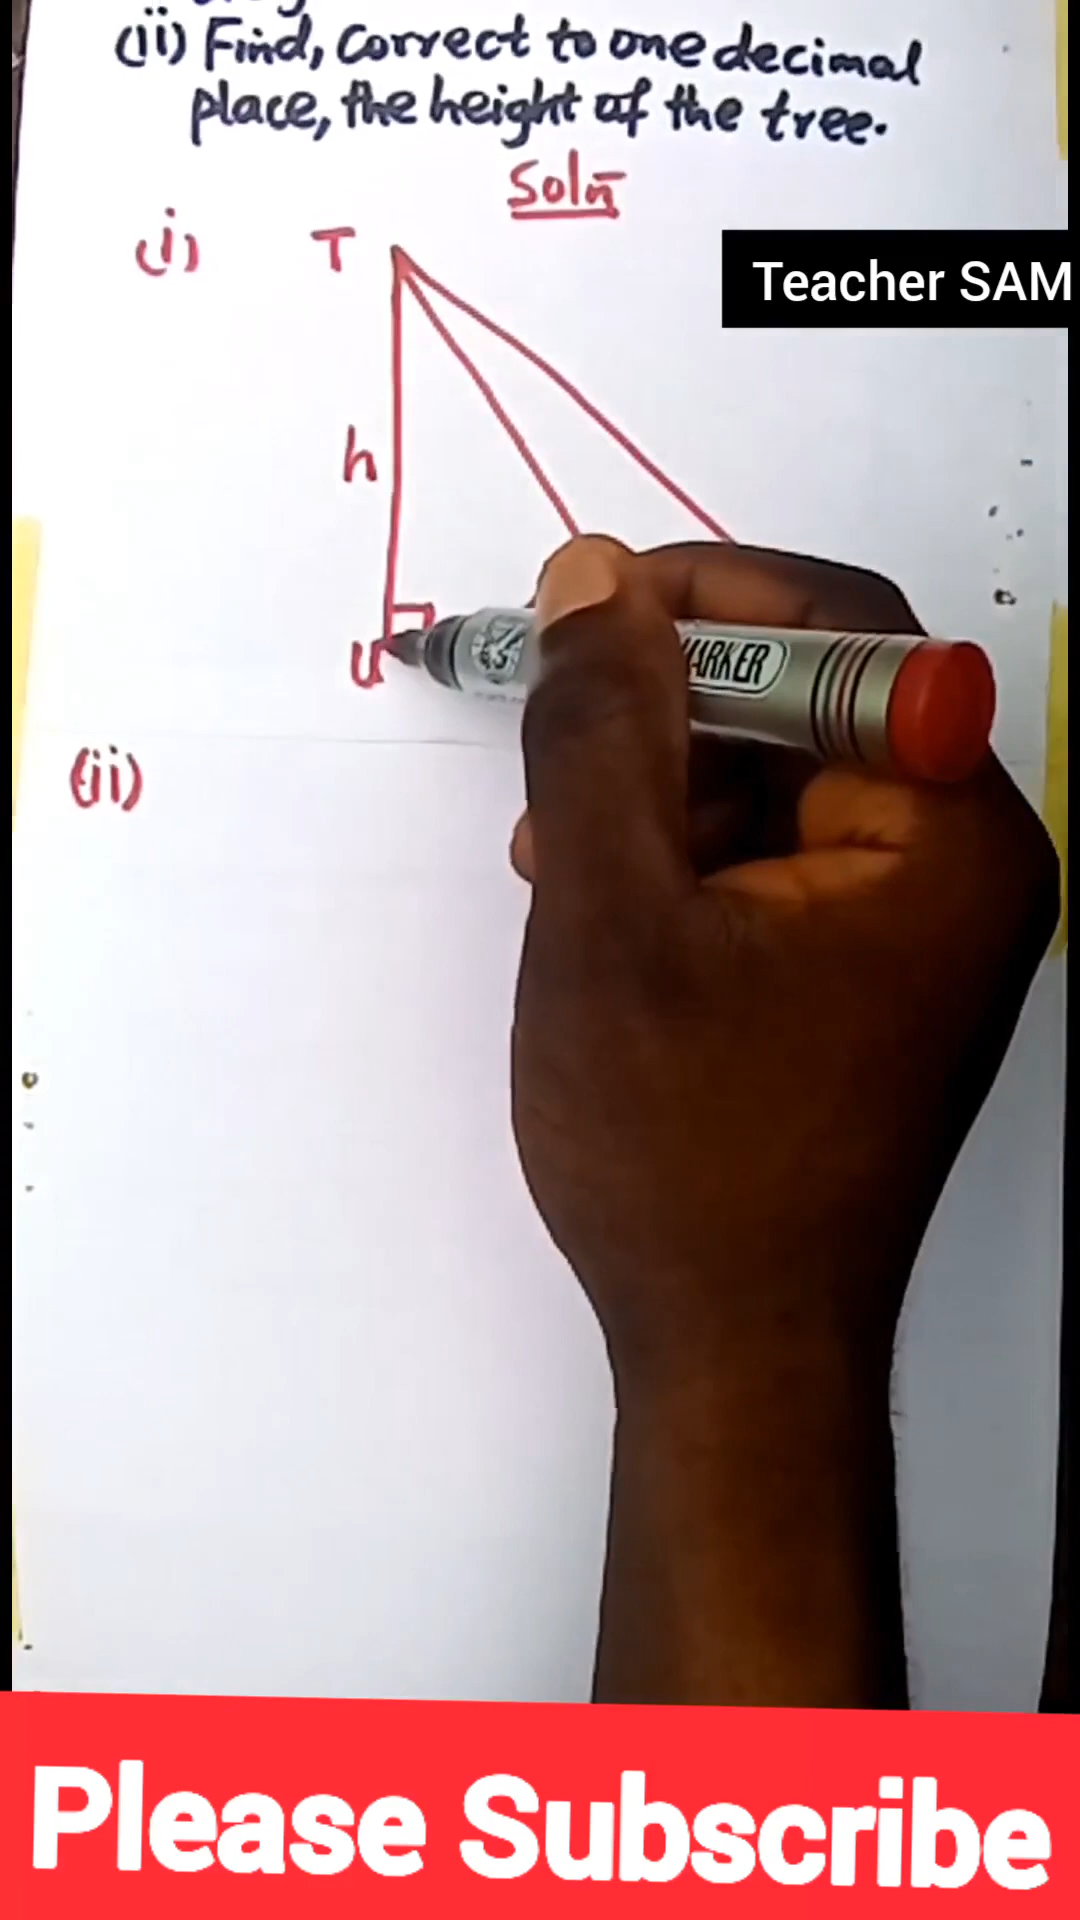 (ii) Find, correct to one decimal
place, the height of the tree.
Soln
(i) T
Teacher SAM
h
MARKER
U
(ii)
Please Subscribe